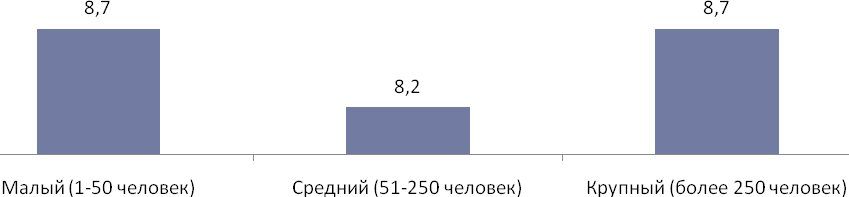 8,7
8,2
8,7
Малый (1-50 человек)
Средний (51-250 человек)
Крупный (более 250 человек)